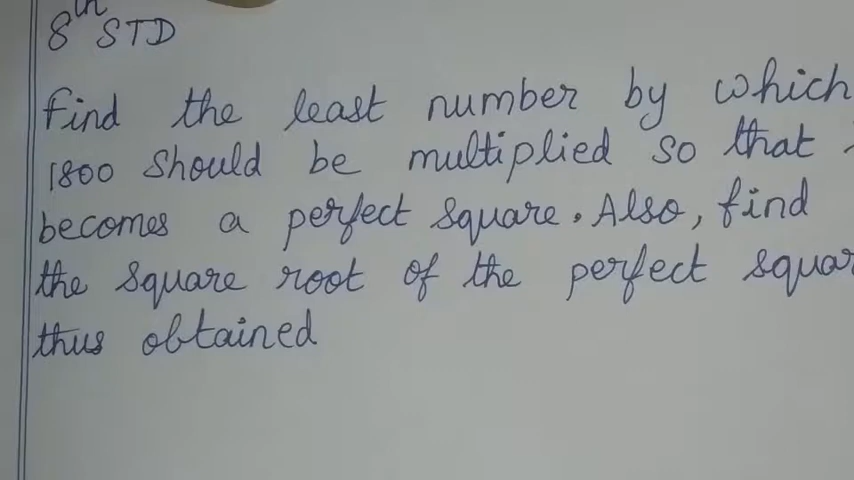 8th STD
find the least number by which
1800 should be multiplied so that
becomes a perfect square. Also, find
the square root of the perfect squar
thus obtained